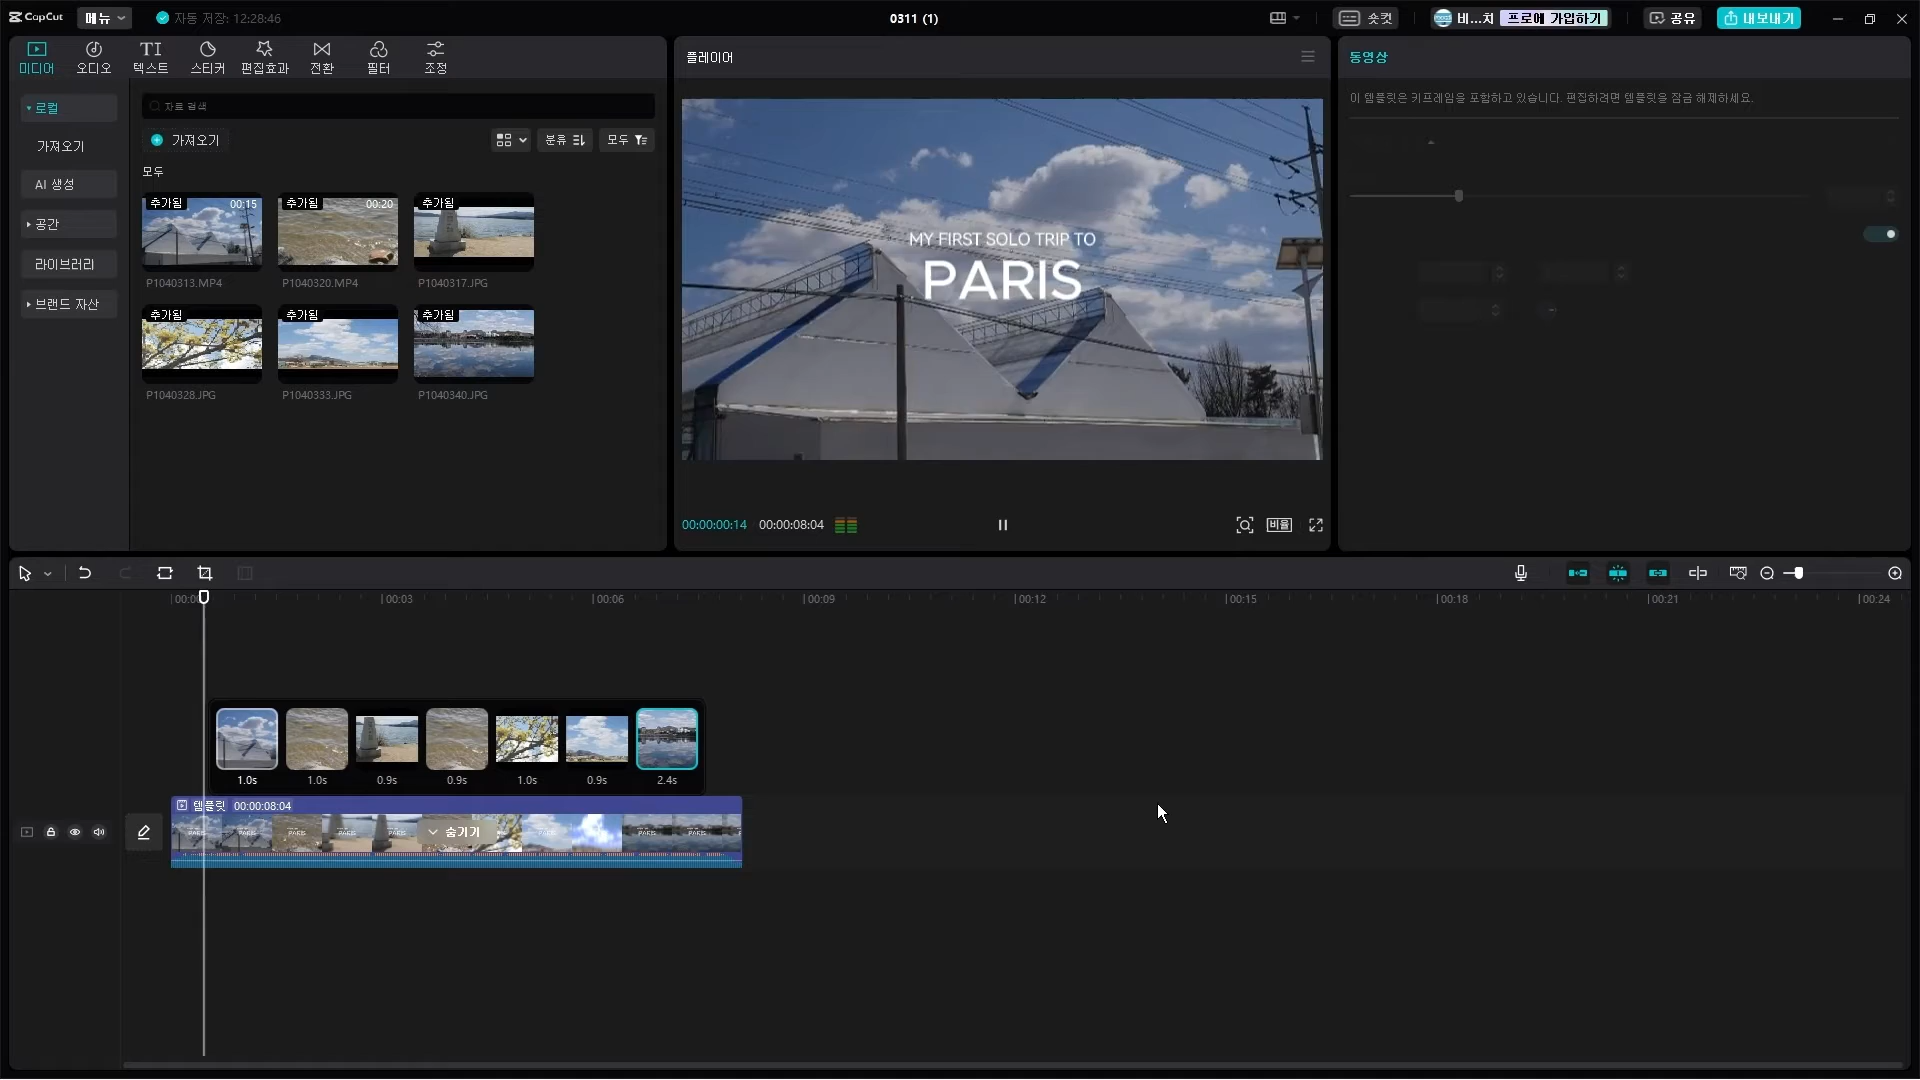 CapCut
메뉴
자동 저장: 12:28:46
0311 (1)
숏컷
비...치
프로에 가입하기
공유
내보내기
미디어
오디오
텍스트
스티커
편집효과
전환
필터
조정
로컬
가져오기
AI 생성
공간
라이브러리
브랜드 자산
자료 검색
가져오기
분류
모두
모두
추가됨 00:15
추가됨 00:20
추가됨
P1040313.MP4
P1040320.MP4
P1040317.JPG
추가됨
추가됨
추가됨
P1040328.JPG
P1040333.JPG
P1040340.JPG
플레이어
MY FIRST SOLO TRIP TO
PARIS
00:00:00:14
00:00:08:04
비율
동영상
이 템플릿은 키프레임을 포함하고 있습니다. 편집하려면 템플릿을 잠금 해제하세요.
00:03
00:06
00:09
00:12
00:15
00:18
00:21
00:24
1.0s
1.0s
0.9s
0.9s
1.0s
0.9s
2.4s
템플릿 00:00:08:04
숨기기